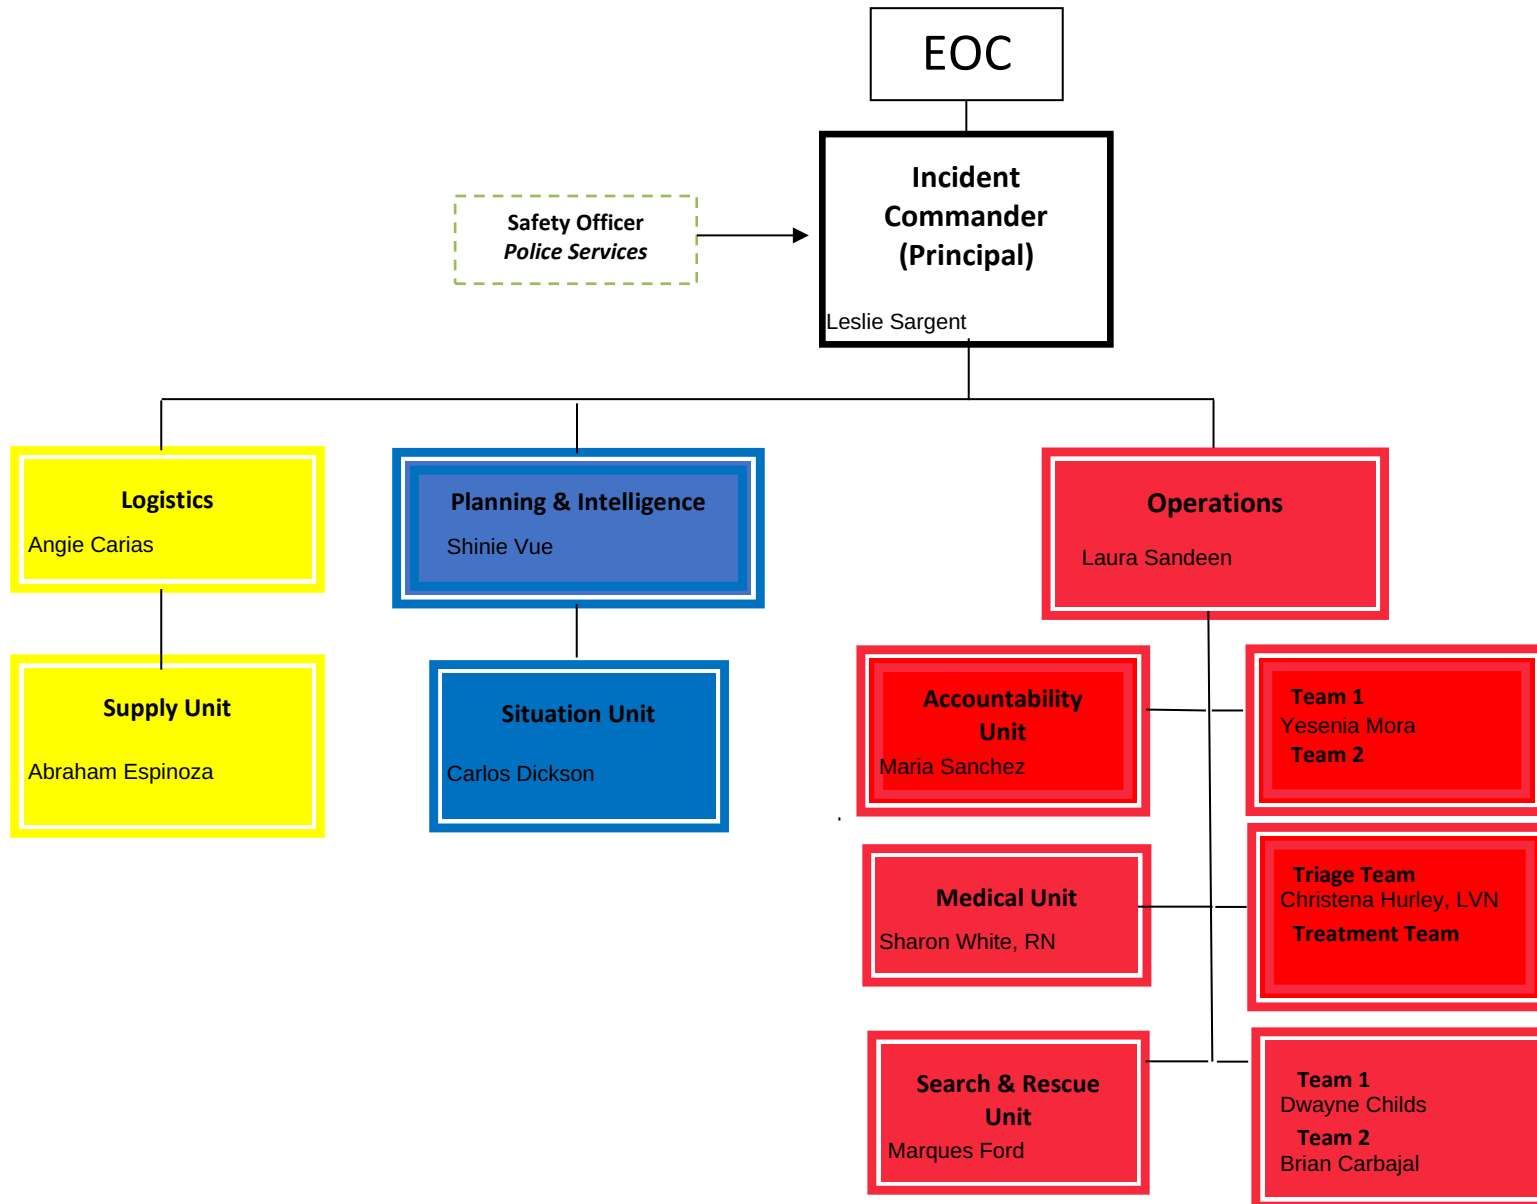 EOC
Incident
Commander
(Principal)
Leslie Sargent
Safety Officer
Police Services
Logistics
Angie Carias
Planning & Intelligence
Shinie Vue
Operations
Laura Sandeen
Supply Unit
Abraham Espinoza
Situation Unit
Carlos Dickson
Accountability
Unit
Maria Sanchez
Team 1
Yesenia Mora
Team 2
Medical Unit
Sharon White, RN
Triage Team
Christena Hurley, LVN
Treatment Team
Search & Rescue
Unit
Marques Ford
Team 1
Dwayne Childs
Team 2
Brian Carbajal